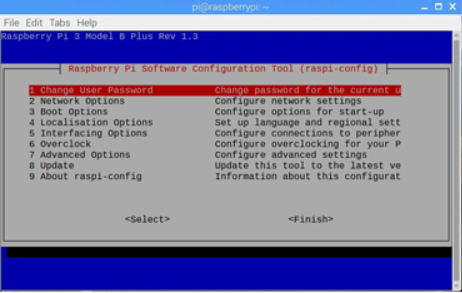 pi@raspberrypi: ~
File Edit Tabs Help
Raspberry Pi 3 Model B Plus Rev 1.3
Raspberry Pi Software Configuration Tool (raspi-config)
1 Change User Password Change password for the current u
2 Network Options Configure network settings
3 Boot Options Configure options for start-up
4 Localisation Options Set up language and regional sett
5 Interfacing Options Configure connections to peripher
6 Overclock Configure overclocking for your P
7 Advanced Options Configure advanced settings
8 Update Update this tool to the latest ve
9 About raspi-config Information about this configurat
<Select> <Finish>